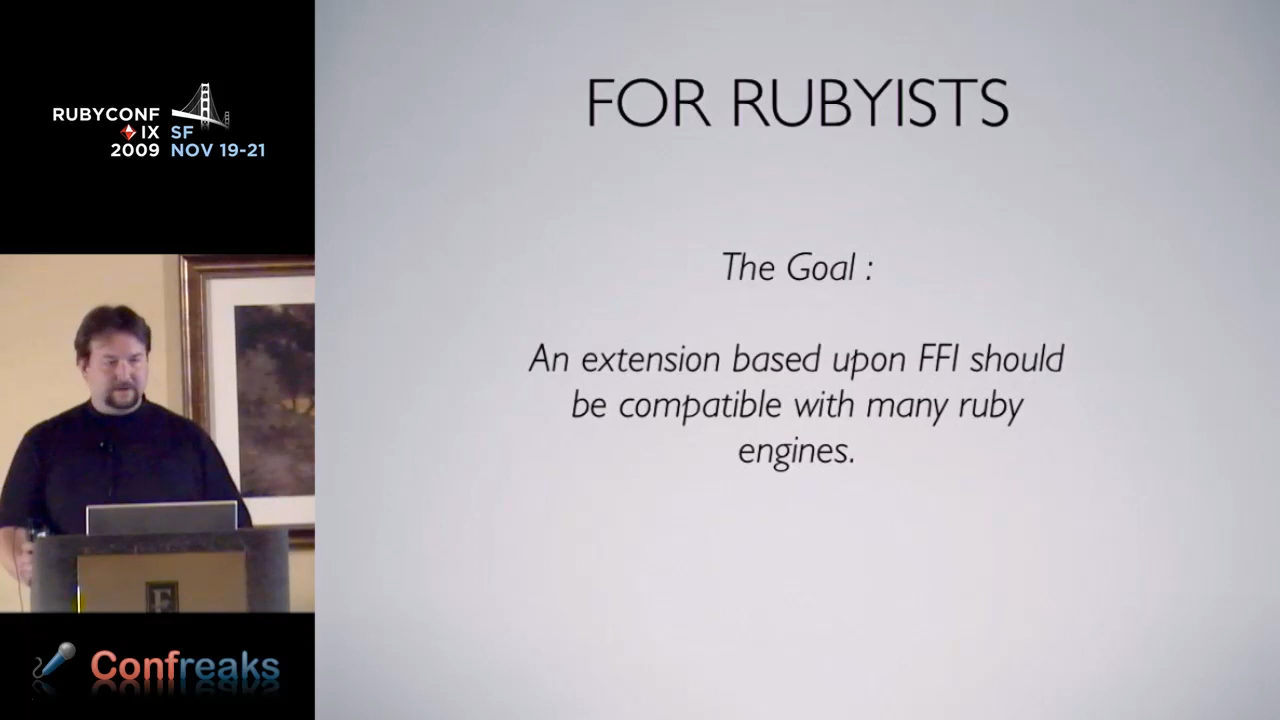 RUBYCONF
IX SF
2009 NOV 19-21
FOR RUBYISTS
The Goal :
An extension based upon FFI should
be compatible with many ruby
engines.
Confreaks